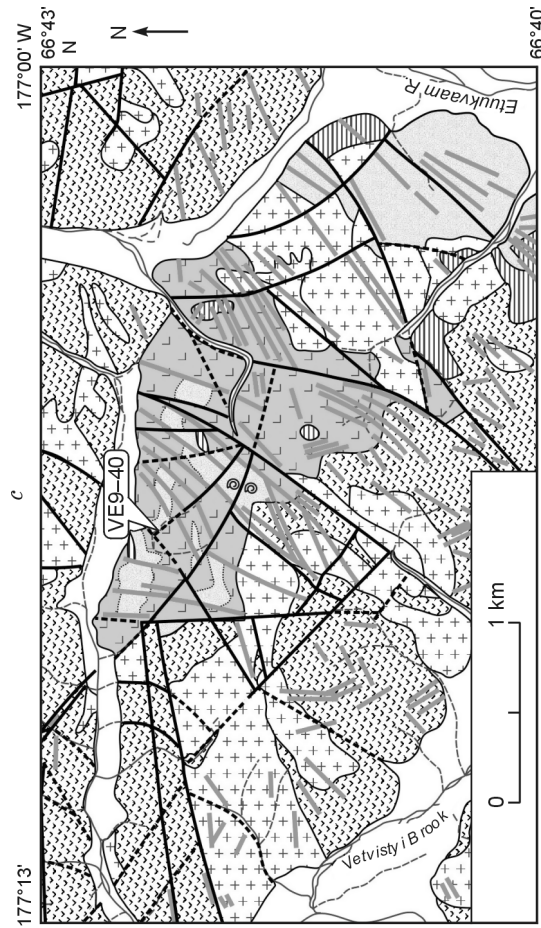 c
177°13'
177°00' W
66°43'
N
N
VE9–40
Etuukvaam R.
Vetvistyi Brook
0
1 km
66°40'